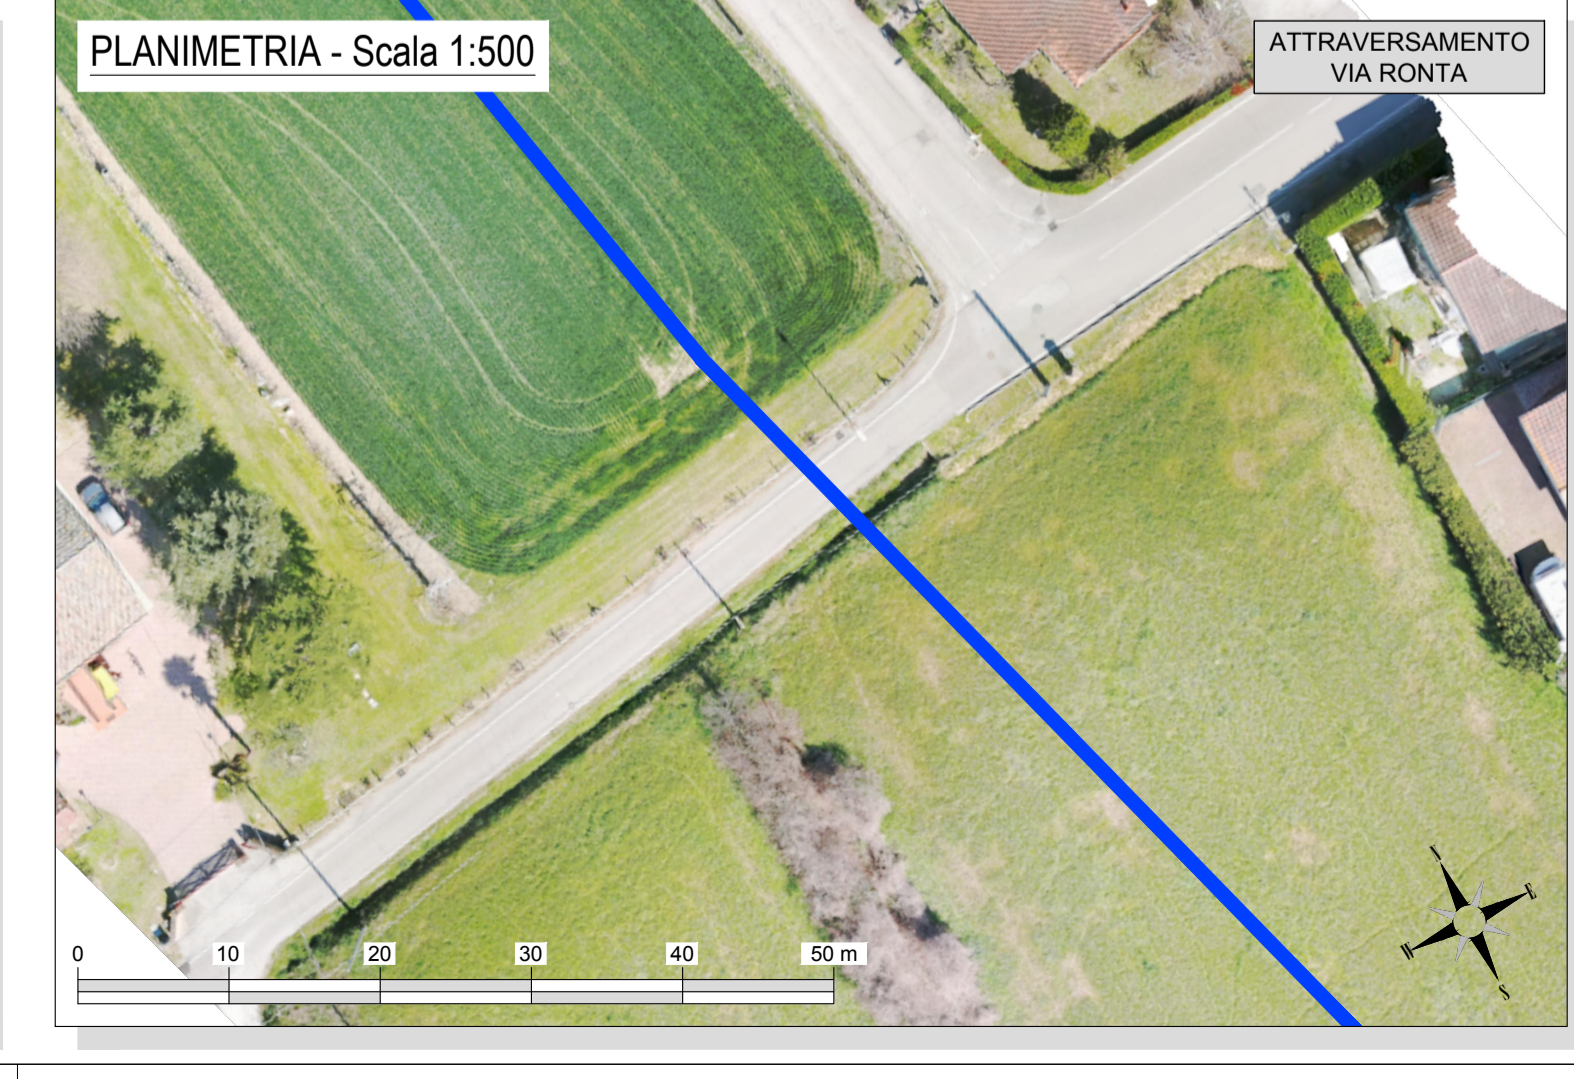 PLANIMETRIA - Scala 1:500
ATTRAVERSAMENTO
VIA RONTA
0 10 20 30 40 50 m
N
E
W
S